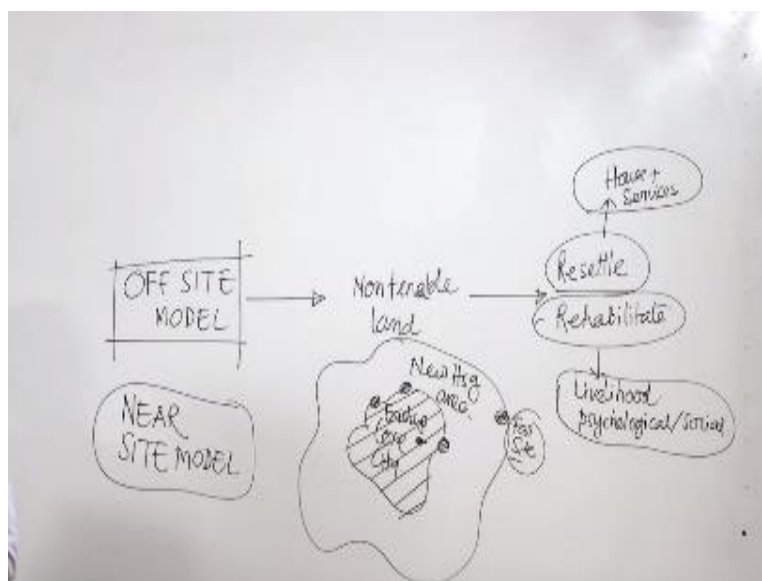 House +
Services
OFF SITE
MODEL
Nontenable
land
Resettle
Rehabilitate
Livelihood
psychological/Social
NEAR
SITE MODEL
New Hsg
area
City
Site